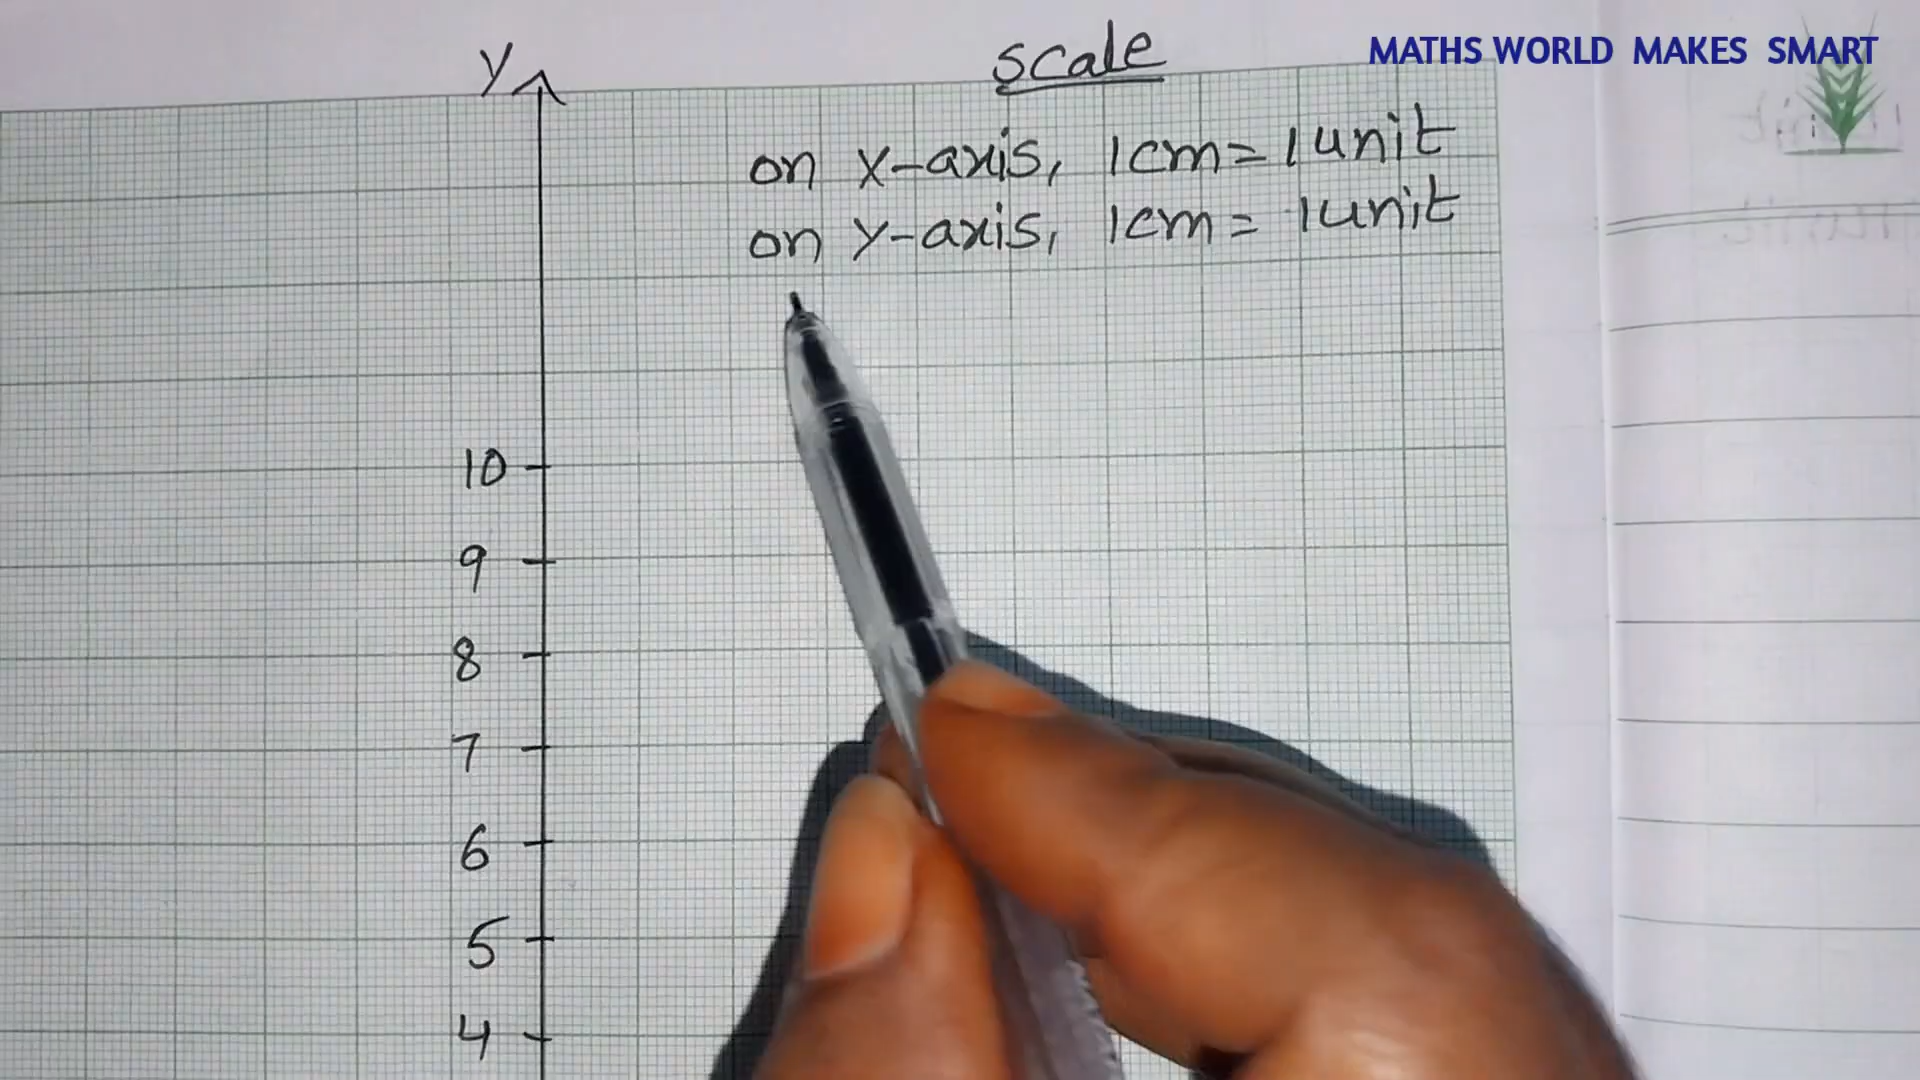 MATHS WORLD MAKES SMART
scale
Y
on X-axis, 1cm = 1unit
on Y-axis, 1cm = 1unit
10
9
8
7
6
5
4